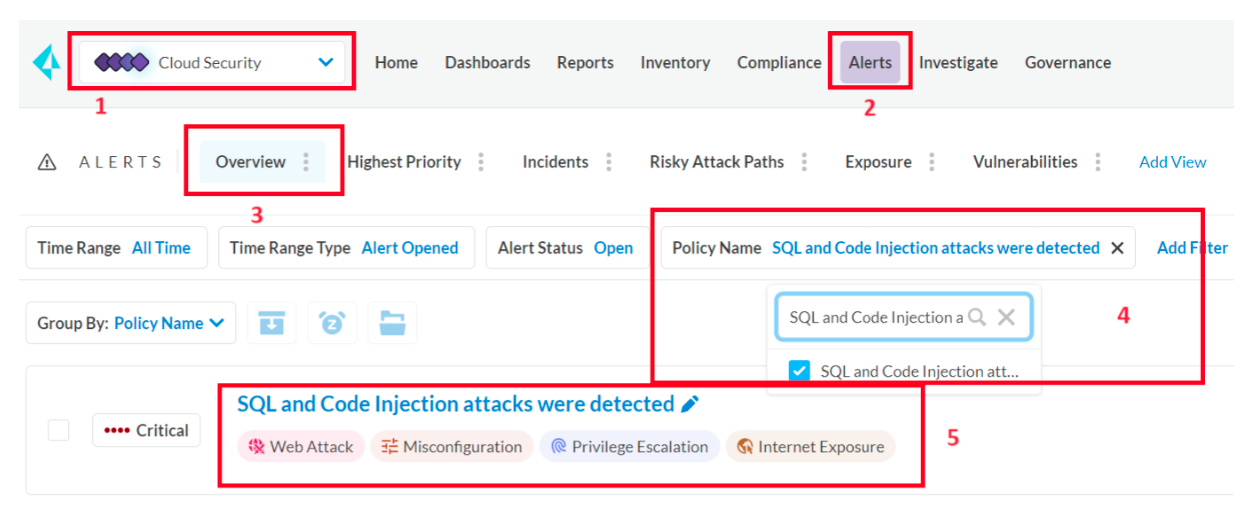 Cloud Security Home Dashboards Reports Inventory Compliance Alerts Investigate Governance
1 2
ALERTS Overview Highest Priority Incidents Risky Attack Paths Exposure Vulnerabilities Add View
3
Time Range All Time Time Range Type Alert Opened Alert Status Open Policy Name SQL and Code Injection attacks were detected Add Filter
Group By: Policy Name SQL and Code Injection a 4
SQL and Code Injection att...
SQL and Code Injection attacks were detected
Critical
Web Attack Misconfiguration Privilege Escalation Internet Exposure 5